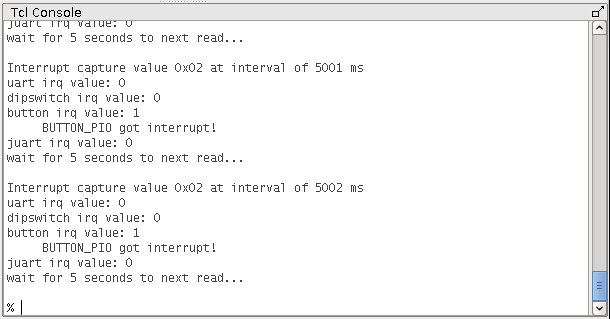 Tcl Console
juart irq value: 0
wait for 5 seconds to next read...
Interrupt capture value 0x02 at interval of 5001 ms
uart irq value: 0
dipswitch irq value: 0
button irq value: 1
BUTTON_PIO got interrupt!
juart irq value: 0
wait for 5 seconds to next read...
Interrupt capture value 0x02 at interval of 5002 ms
uart irq value: 0
dipswitch irq value: 0
button irq value: 1
BUTTON_PIO got interrupt!
juart irq value: 0
wait for 5 seconds to next read...
%